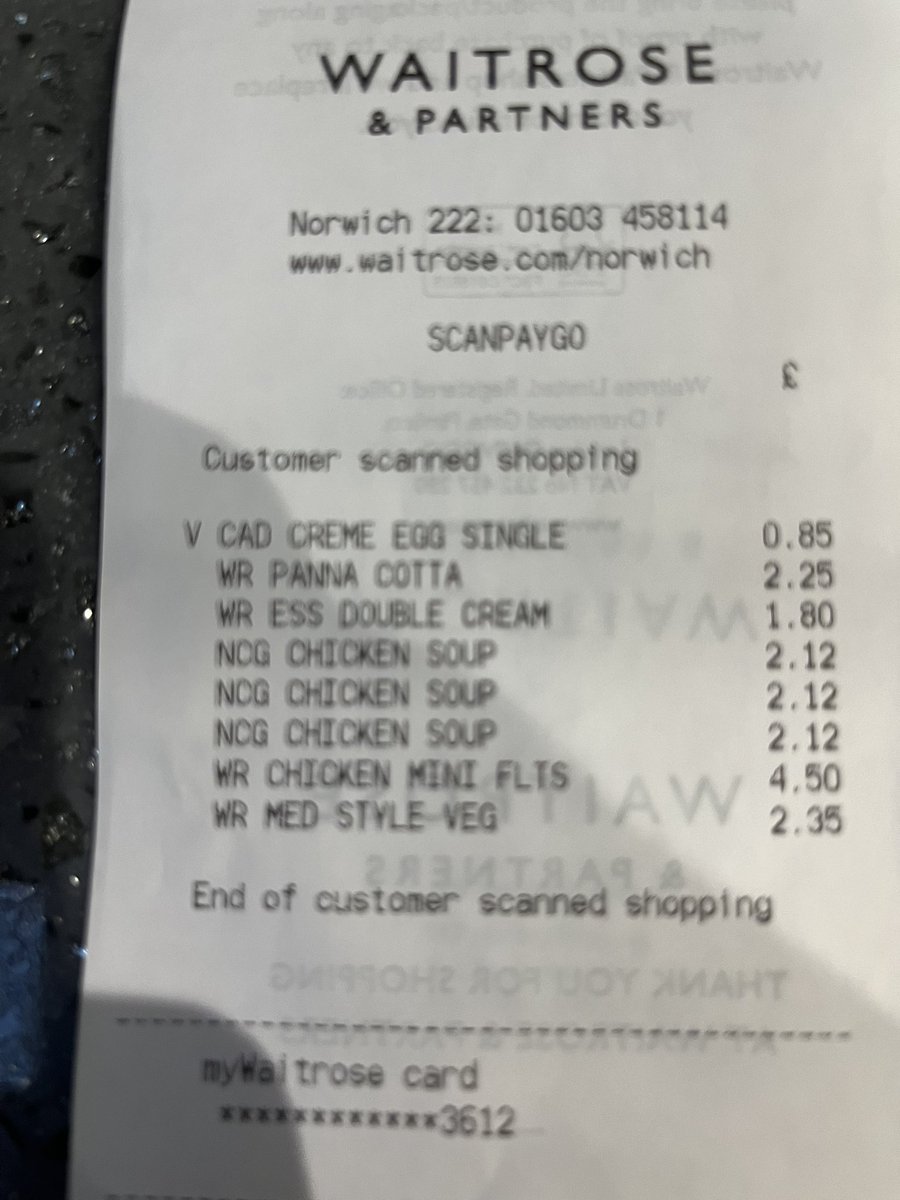 WAITROSE
& PARTNERS
Norwich 222: 01603 458114
www.waitrose.com/norwich
SCANPAYGO
£
Customer scanned shopping
V CAD CREME EGG SINGLE 0.85
WR PANNA COTTA 2.25
WR ESS DOUBLE CREAM 1.80
NCG CHICKEN SOUP 2.12
NCG CHICKEN SOUP 2.12
NCG CHICKEN SOUP 2.12
WR CHICKEN MINI FLTS 4.50
WR MED STYLE VEG 2.35
End of customer scanned shopping
myWaitrose card
************3612